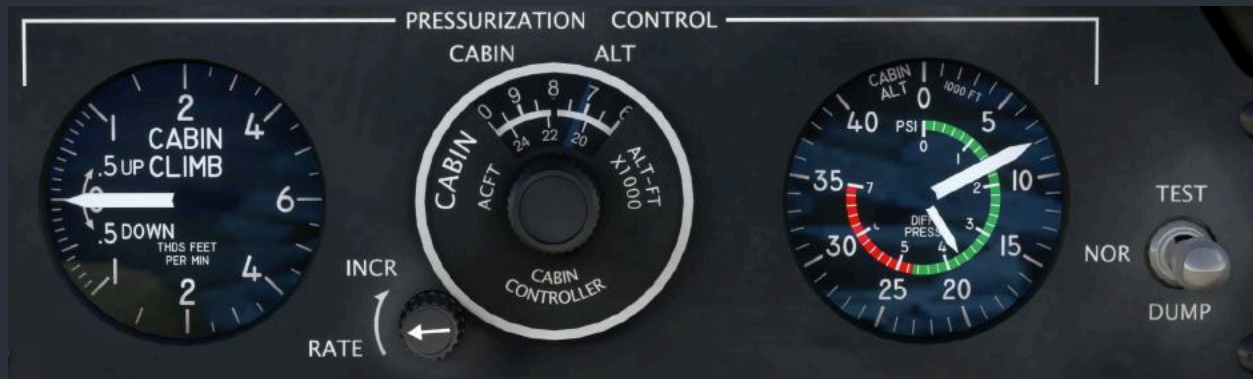 PRESSURIZATION CONTROL
2
1 4
CABIN
.5 UP CLIMB
0 6
.5 DOWN
THDS FEET
PER MIN
1 4
2
CABIN ALT
9 8 7 6
24 22 20
CABIN
ACFT
ALT-FT
X1000
CABIN
CONTROLLER
INCR
RATE
CABIN
ALT
1000 FT
0
40 5
PSI
0
1
35 7 2 10
DIFF
PRESS
3
30 15
5 4
25 20
TEST
NOR
DUMP